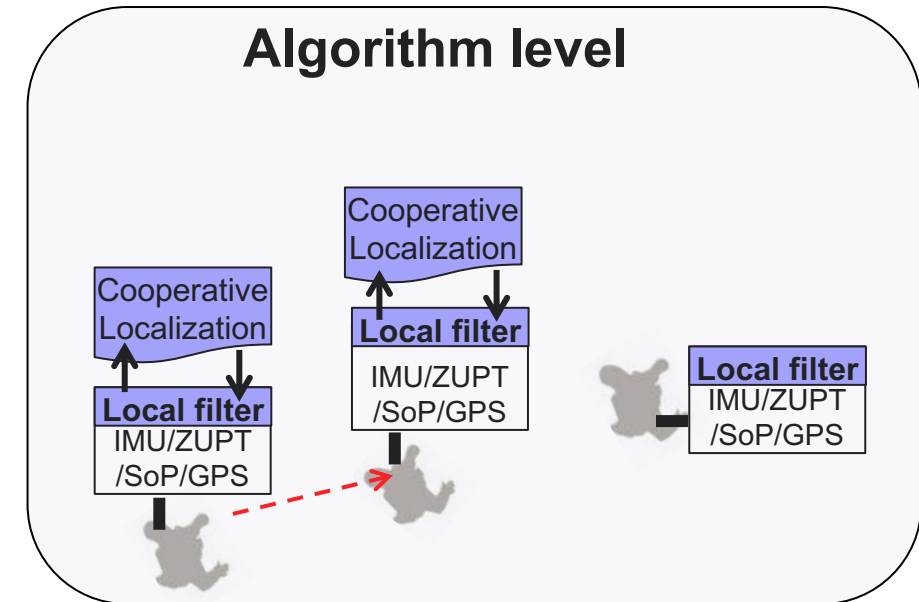 Algorithm level
Cooperative
Localization
Local filter
IMU/ZUPT
/SoP/GPS
Cooperative
Localization
Local filter
IMU/ZUPT
/SoP/GPS
Local filter
IMU/ZUPT
/SoP/GPS